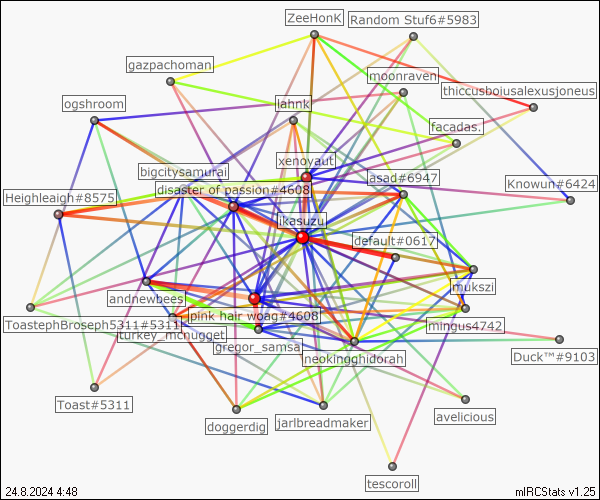 ZeeHonK
Random Stuf6#5983
gazpachoman
moonraven
thiccusboiusalexusjoneus
ogshroom
lahnk
facadas.
xenoyaut
bigcitysamurai
asad#6947
Knowun#6424
Heighleaigh#8575
disaster of passion#4608
ikasuzu
default#0617
mukszi
andnewbees
pink hair woag#4608
mingus4742
ToastephBroseph5311#5311
turkey_mcnugget
gregor_samsa
neokingghidorah
Duck™#9103
Toast#5311
doggerdig
jarlbreadmaker
avelicious
tescoroll
24.8.2024 4:48
mIRCStats v1.25